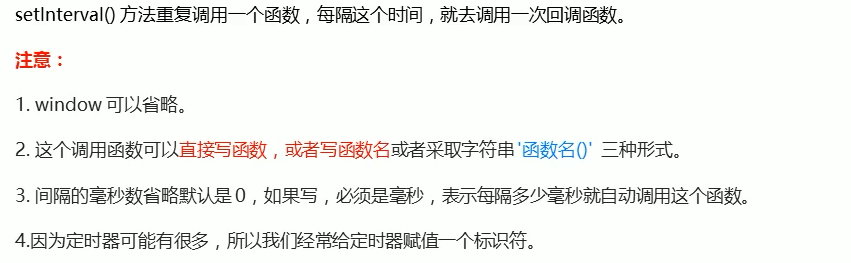 setInterval() 方法重复调用一个函数，每隔这个时间，就去调用一次回调函数。
注意：
1. window 可以省略。
2. 这个调用函数可以直接写函数，或者写函数名或者采取字符串 '函数名()' 三种形式。
3. 间隔的毫秒数省略默认是 0，如果写，必须是毫秒，表示每隔多少毫秒就自动调用这个函数。
4.因为定时器可能有很多，所以我们经常给定时器赋值一个标识符。